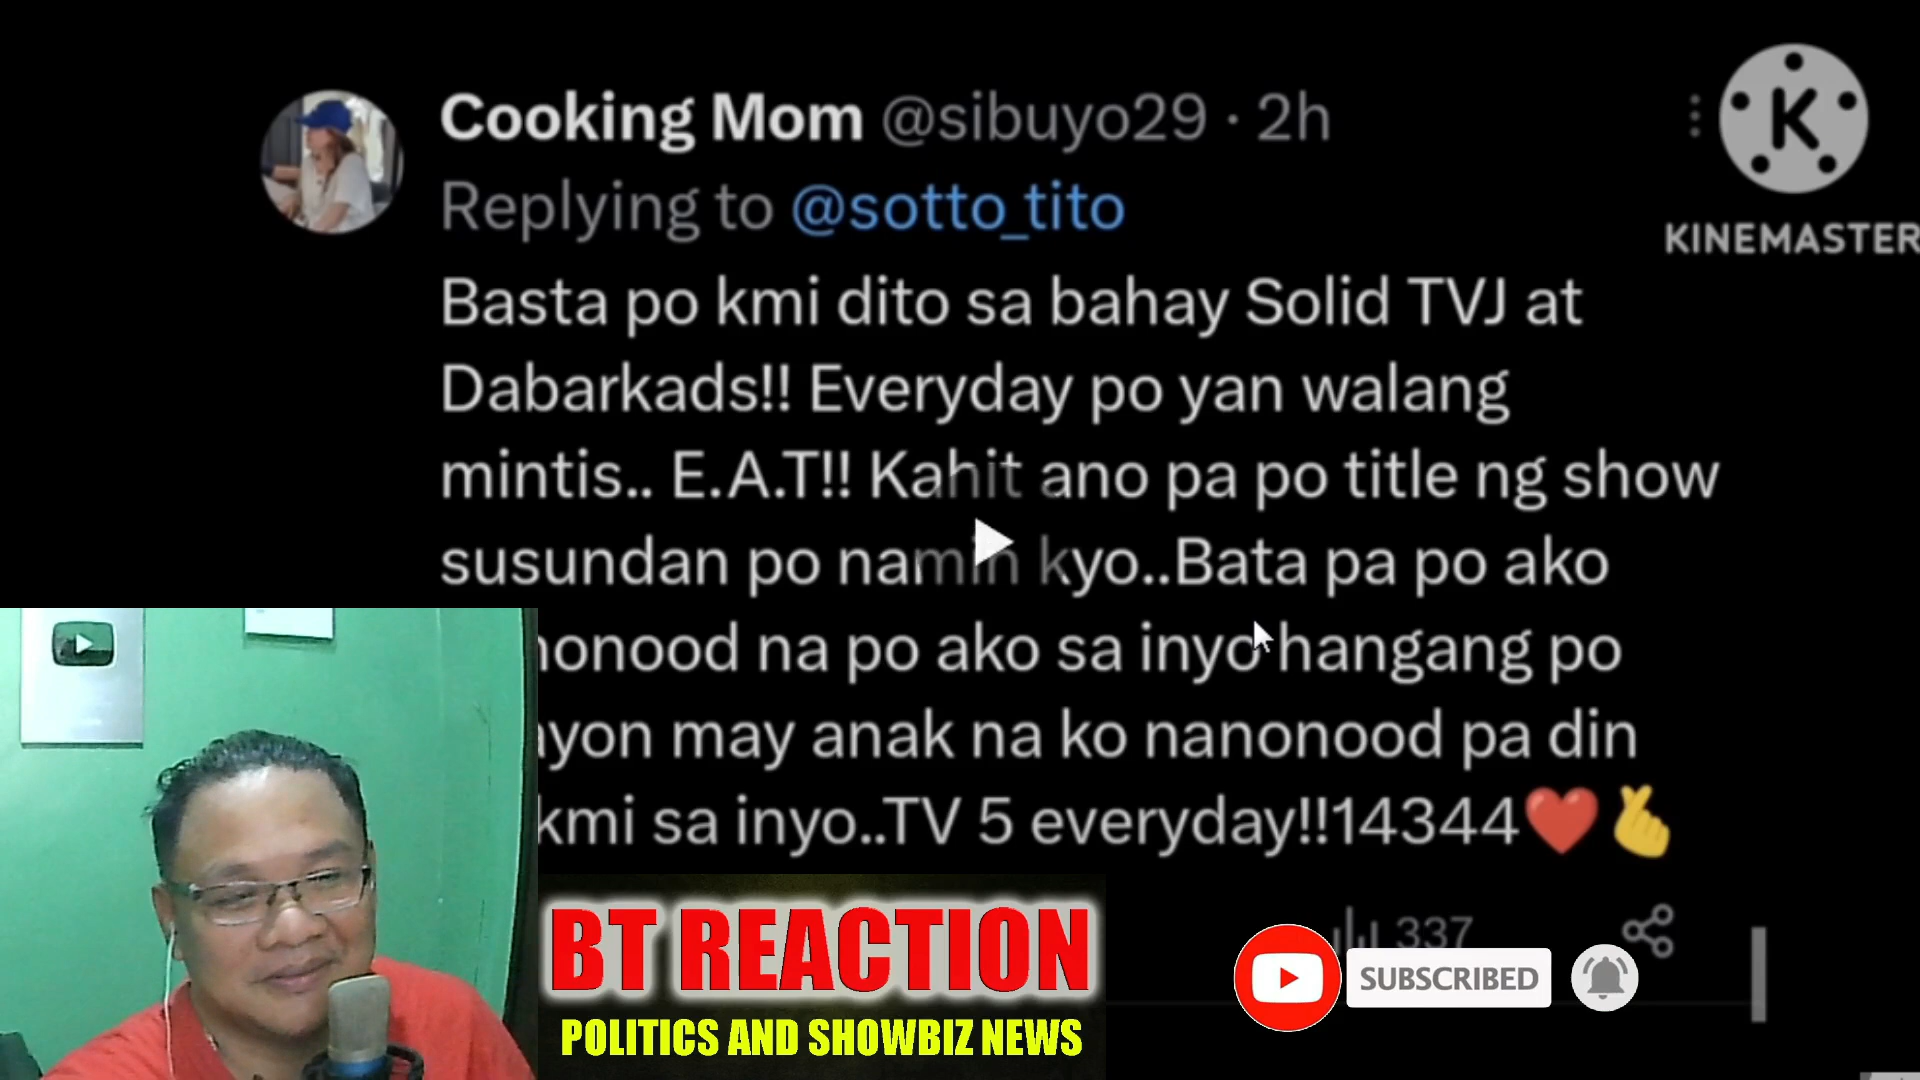 Cooking Mom @sibuyo29 · 2h
Replying to @sotto_tito
Basta po kmi dito sa bahay Solid TVJ at
Dabarkads!! Everyday po yan walang
mintis.. E.A.T!! Kahit ano pa po title ng show
susundan po namin kyo..Bata pa po ako
na po ako sa inyo hangang po
may anak na ko nanonood pa din
kmi sa inyo..TV 5 everyday!!14344❤️🫰
337
K
KINEMASTER
BT REACTION
POLITICS AND SHOWBIZ NEWS
SUBSCRIBED